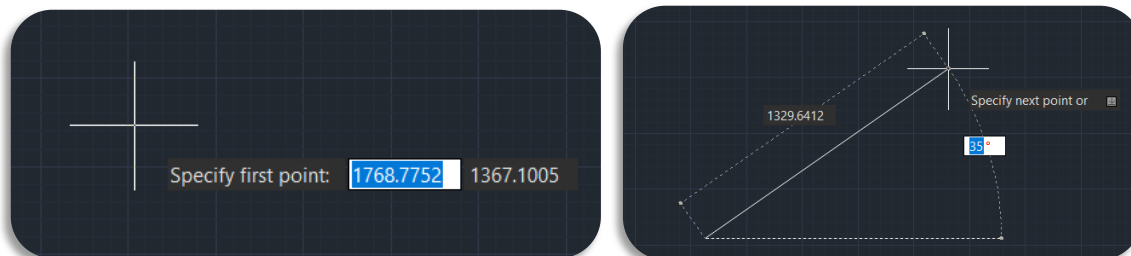 Specify first point: 1768.7752 1367.1005
Specify next point or
1329.6412
35°